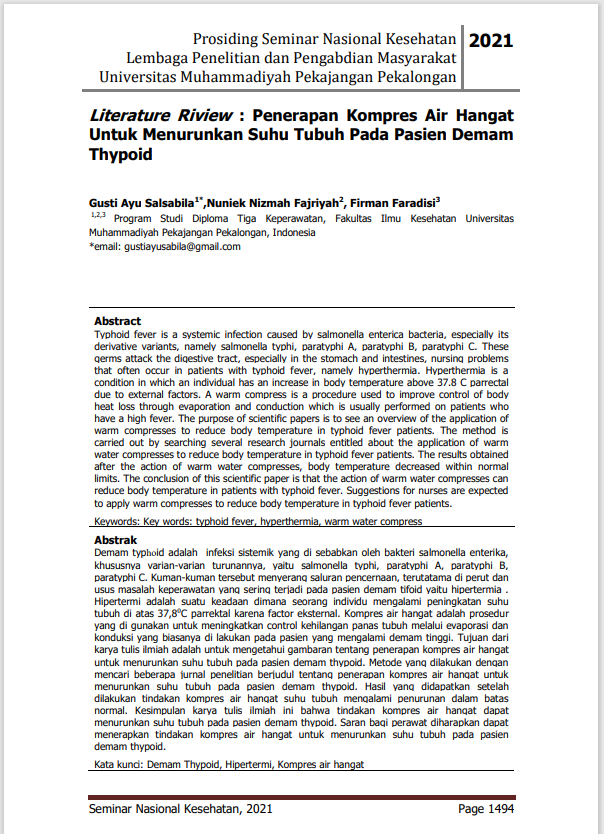 Prosiding Seminar Nasional Kesehatan
Lembaga Penelitian dan Pengabdian Masyarakat
Universitas Muhammadiyah Pekajangan Pekalongan
2021
Literature Riview : Penerapan Kompres Air Hangat
Untuk Menurunkan Suhu Tubuh Pada Pasien Demam
Thypoid
Gusti Ayu Salsabila1*,Nuniek Nizmah Fajriyah2, Firman Faradisi3
1,2,3 Program Studi Diploma Tiga Keperawatan, Fakultas Ilmu Kesehatan Universitas
Muhammadiyah Pekajangan Pekalongan, Indonesia
*email: gustiayusabila@gmail.com
Abstract
Typhoid fever is a systemic infection caused by salmonella enterica bacteria, especially its
derivative variants, namely salmonella typhi, paratyphi A, paratyphi B, paratyphi C. These
germs attack the digestive tract, especially in the stomach and intestines, nursing problems
that often occur in patients with typhoid fever, namely hyperthermia. Hyperthermia is a
condition in which an individual has an increase in body temperature above 37.8 C parrectal
due to external factors. A warm compress is a procedure used to improve control of body
heat loss through evaporation and conduction which is usually performed on patients who
have a high fever. The purpose of scientific papers is to see an overview of the application of
warm compresses to reduce body temperature in typhoid fever patients. The method is
carried out by searching several research journals entitled about the application of warm
water compresses to reduce body temperature in typhoid fever patients. The results obtained
after the action of warm water compresses, body temperature decreased within normal
limits. The conclusion of this scientific paper is that the action of warm water compresses can
reduce body temperature in patients with typhoid fever. Suggestions for nurses are expected
to apply warm compresses to reduce body temperature in typhoid fever patients.
Keywords: Key words: typhoid fever, hyperthermia, warm water compress
Abstrak
Demam typhoid adalah infeksi sistemik yang di sebabkan oleh bakteri salmonella enterika,
khususnya varian-varian turunannya, yaitu salmonella typhi, paratyphi A, paratyphi B,
paratyphi C. Kuman-kuman tersebut menyerang saluran pencernaan, terutatama di perut dan
usus masalah keperawatan yang sering terjadi pada pasien demam tifoid yaitu hipertermia .
Hipertermi adalah suatu keadaan dimana seorang individu mengalami peningkatan suhu
tubuh di atas 37,8⁰C parrektal karena factor eksternal. Kompres air hangat adalah prosedur
yang di gunakan untuk meningkatkan control kehilangan panas tubuh melalui evaporasi dan
konduksi yang biasanya di lakukan pada pasien yang mengalami demam tinggi. Tujuan dari
karya tulis ilmiah adalah untuk mengetahui gambaran tentang penerapan kompres air hangat
untuk menurunkan suhu tubuh pada pasien demam thypoid. Metode yang dilakukan dengan
mencari beberapa jurnal penelitian berjudul tentang penerapan kompres air hangat untuk
menurunkan suhu tubuh pada pasien demam thypoid. Hasil yang didapatkan setelah
dilakukan tindakan kompres air hangat suhu tubuh mengalami penurunan dalam batas
normal. Kesimpulan karya tulis ilmiah ini bahwa tindakan kompres air hangat dapat
menurunkan suhu tubuh pada pasien demam thypoid. Saran bagi perawat diharapkan dapat
menerapkan tindakan kompres air hangat untuk menurunkan suhu tubuh pada pasien
demam thypoid.
Kata kunci: Demam Thypoid, Hipertermi, Kompres air hangat
Seminar Nasional Kesehatan, 2021
Page 1494